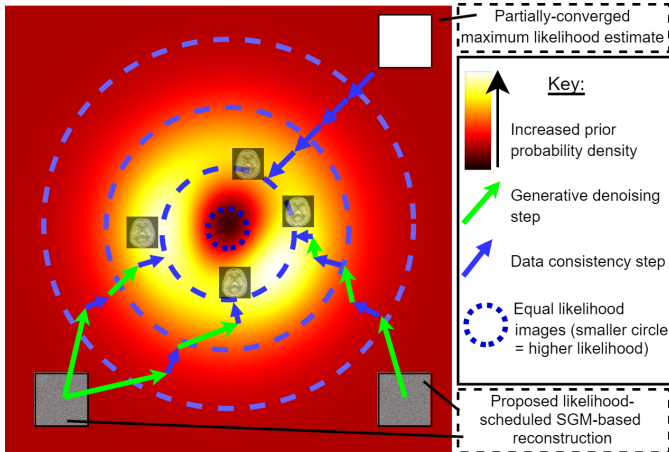 Partially-converged
maximum likelihood estimate
Key:
Increased prior
probability density
Generative denoising
step
Data consistency step
Equal likelihood
images (smaller circle
= higher likelihood)
Proposed likelihood-
scheduled SGM-based
reconstruction